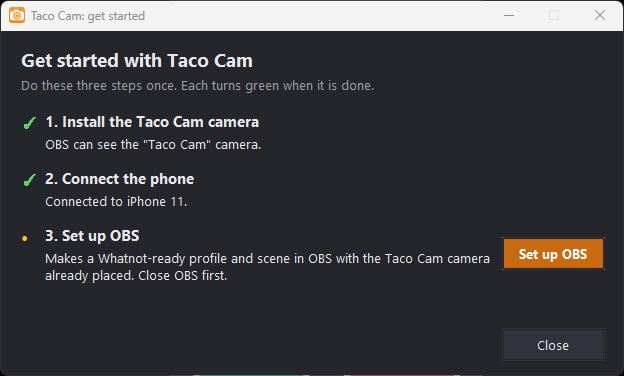 Taco Cam: get started
Get started with Taco Cam
Do these three steps once. Each turns green when it is done.
1. Install the Taco Cam camera
OBS can see the "Taco Cam" camera.
2. Connect the phone
Connected to iPhone 11.
3. Set up OBS
Makes a Whatnot-ready profile and scene in OBS with the Taco Cam camera
already placed. Close OBS first.
Set up OBS
Close